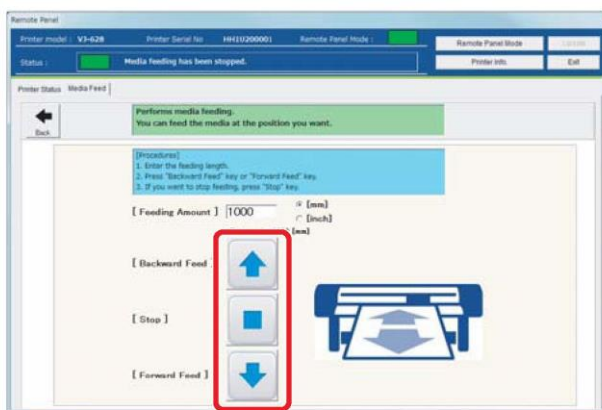 Remote Panel
Printer model : VJ-628 Printer Serial No HH1U200001 Remote Panel Mode :
Remote Panel Mode
Status : Media feeding has been stopped.
Printer Info. Exit
Printer Status Media Feed
Back
Performs media feeding.
You can feed the media at the position you want.
[Procedures]
1. Enter the feeding length.
2. Press "Backward Feed" key or "Forward Feed" key.
3. If you want to stop feeding, press "Stop" key.
[ Feeding Amount ] 1000 [mm]
[inch]
[mm]
[ Backward Feed ]
[ Stop ]
[ Forward Feed ]